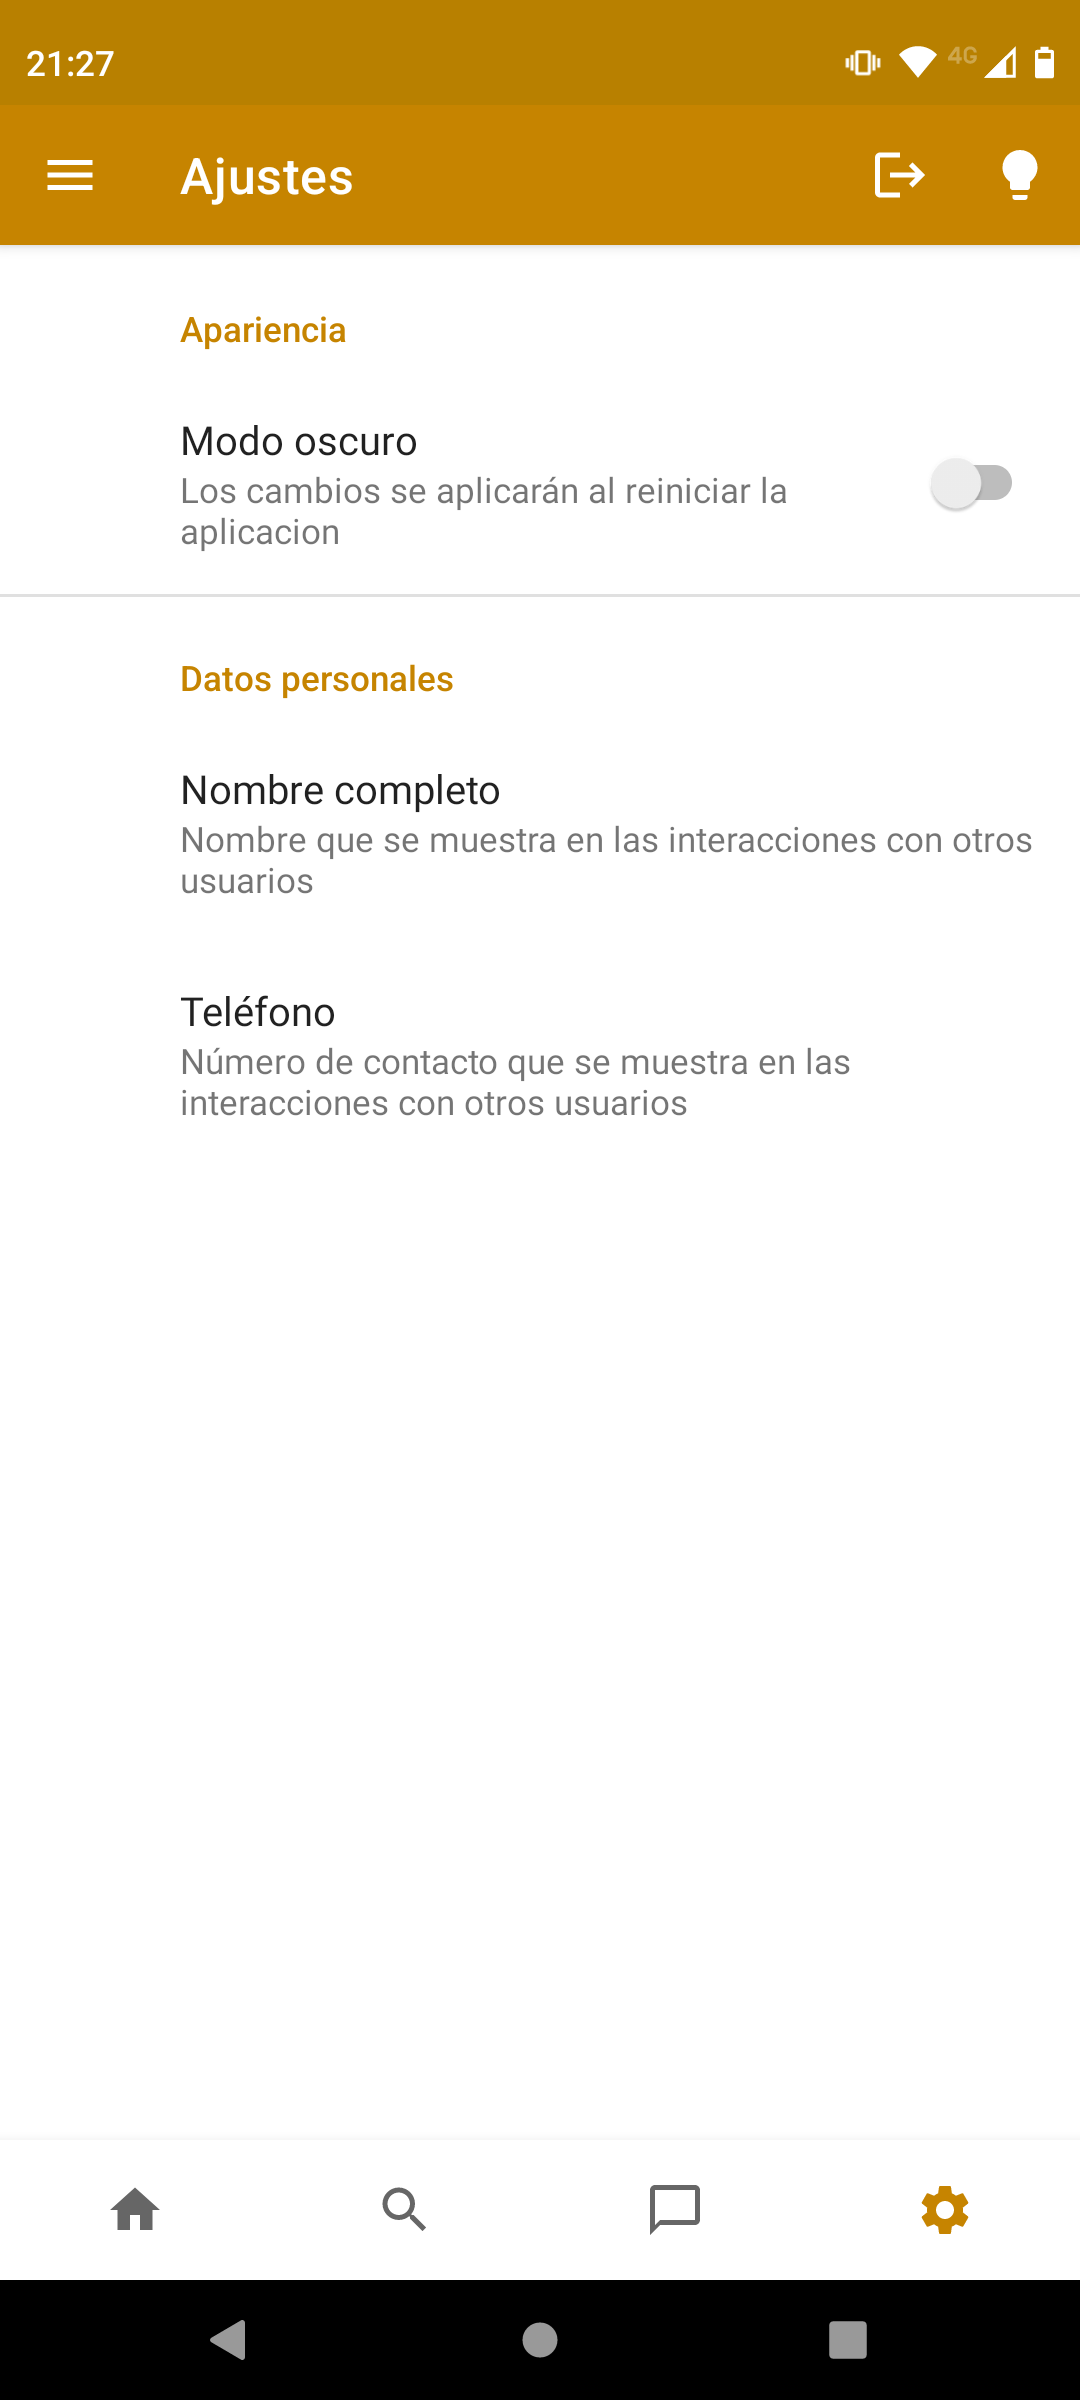 21:27
4G
Ajustes
Apariencia
Modo oscuro
Los cambios se aplicarán al reiniciar la
aplicacion
Datos personales
Nombre completo
Nombre que se muestra en las interacciones con otros
usuarios
Teléfono
Número de contacto que se muestra en las
interacciones con otros usuarios